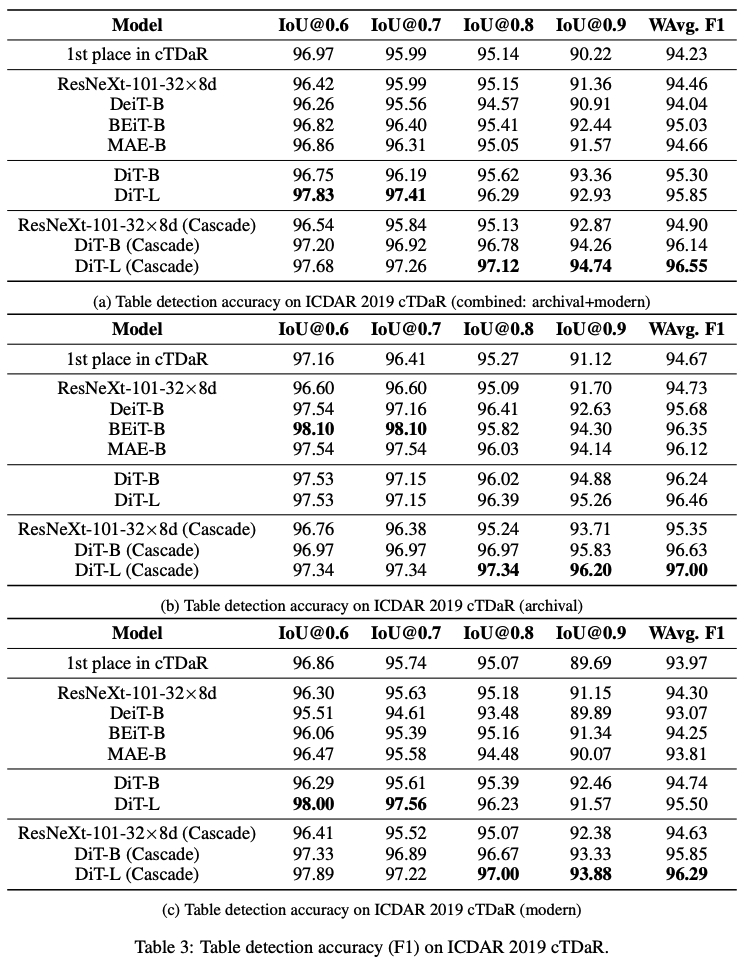 Model IoU@0.6 IoU@0.7 IoU@0.8 IoU@0.9 WAvg. F1
1st place in cTDaR 96.97 95.99 95.14 90.22 94.23
ResNeXt-101-32×8d 96.42 95.99 95.15 91.36 94.46
DeiT-B 96.26 95.56 94.57 90.91 94.04
BEiT-B 96.82 96.40 95.41 92.44 95.03
MAE-B 96.86 96.31 95.05 91.57 94.66
DiT-B 96.75 96.19 95.62 93.36 95.30
DiT-L 97.83 97.41 96.29 92.93 95.85
ResNeXt-101-32×8d (Cascade) 96.54 95.84 95.13 92.87 94.90
DiT-B (Cascade) 97.20 96.92 96.78 94.26 96.14
DiT-L (Cascade) 97.68 97.26 97.12 94.74 96.55
(a) Table detection accuracy on ICDAR 2019 cTDaR (combined: archival+modern)
Model IoU@0.6 IoU@0.7 IoU@0.8 IoU@0.9 WAvg. F1
1st place in cTDaR 97.16 96.41 95.27 91.12 94.67
ResNeXt-101-32×8d 96.60 96.60 95.09 91.70 94.73
DeiT-B 97.54 97.16 96.41 92.63 95.68
BEiT-B 98.10 98.10 95.82 94.30 96.35
MAE-B 97.54 97.54 96.03 94.14 96.12
DiT-B 97.53 97.15 96.02 94.88 96.24
DiT-L 97.53 97.15 96.39 95.26 96.46
ResNeXt-101-32×8d (Cascade) 96.76 96.38 95.24 93.71 95.35
DiT-B (Cascade) 96.97 96.97 96.97 95.83 96.63
DiT-L (Cascade) 97.34 97.34 97.34 96.20 97.00
(b) Table detection accuracy on ICDAR 2019 cTDaR (archival)
Model IoU@0.6 IoU@0.7 IoU@0.8 IoU@0.9 WAvg. F1
1st place in cTDaR 96.86 95.74 95.07 89.69 93.97
ResNeXt-101-32×8d 96.30 95.63 95.18 91.15 94.30
DeiT-B 95.51 94.61 93.48 89.89 93.07
BEiT-B 96.06 95.39 95.16 91.34 94.25
MAE-B 96.47 95.58 94.48 90.07 93.81
DiT-B 96.29 95.61 95.39 92.46 94.74
DiT-L 98.00 97.56 96.23 91.57 95.50
ResNeXt-101-32×8d (Cascade) 96.41 95.52 95.07 92.38 94.63
DiT-B (Cascade) 97.33 96.89 96.67 93.33 95.85
DiT-L (Cascade) 97.89 97.22 97.00 93.88 96.29
(c) Table detection accuracy on ICDAR 2019 cTDaR (modern)
Table 3: Table detection accuracy (F1) on ICDAR 2019 cTDaR.